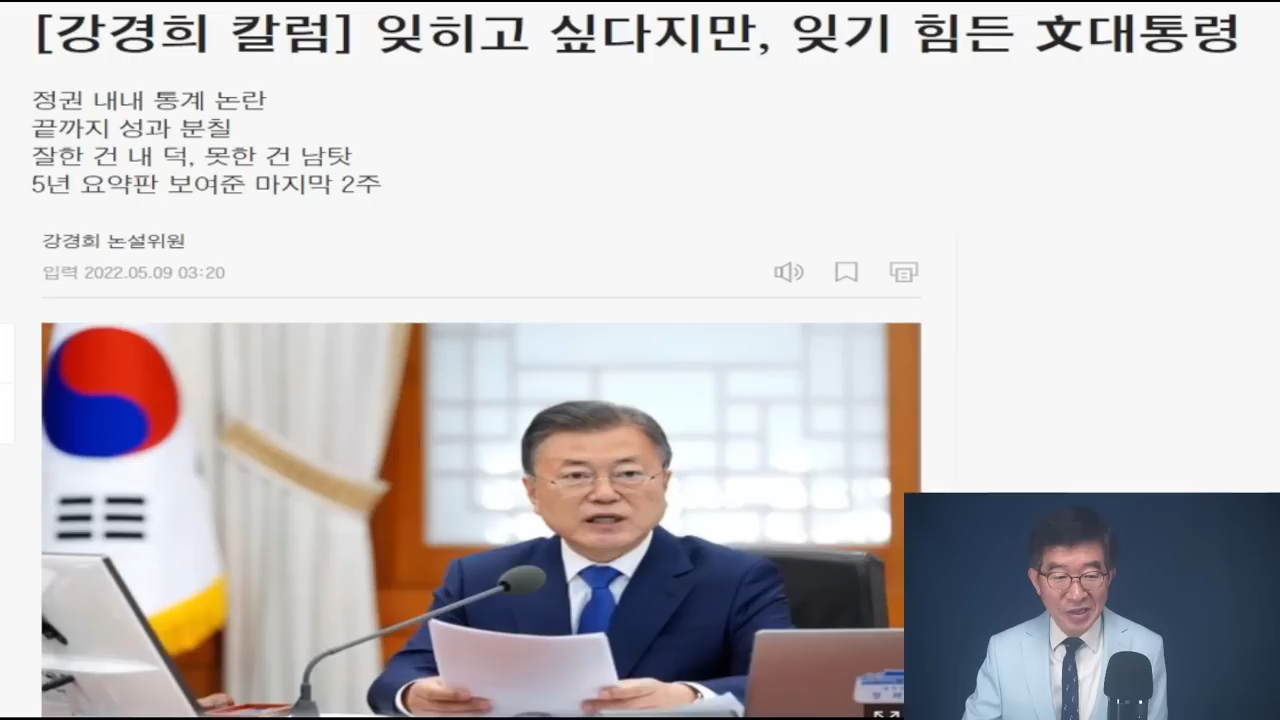 [강경희 칼럼] 잊히고 싶다지만, 잊기 힘든 文대통령
정권 내내 통계 논란
끝까지 성과 분칠
잘한 건 내 덕, 못한 건 남탓
5년 요약판 보여준 마지막 2주
강경희 논설위원
입력 2022.05.09 03:20